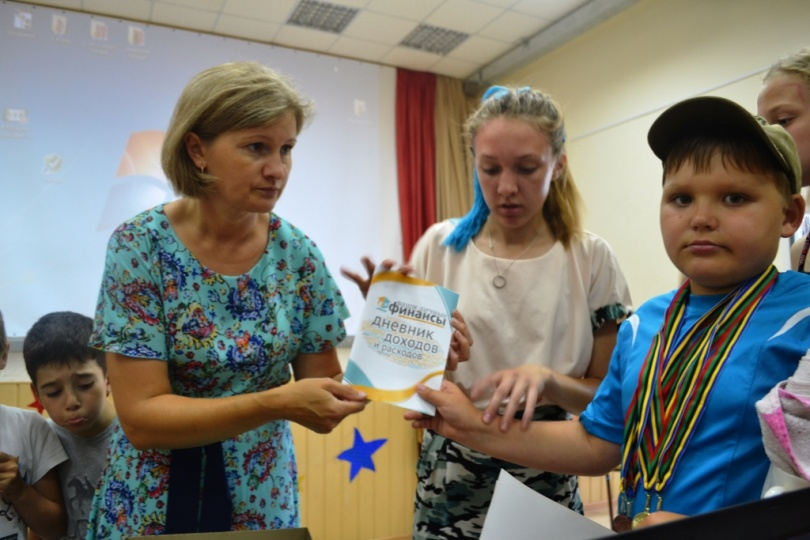 финансы
дневник
доходов
и расходов